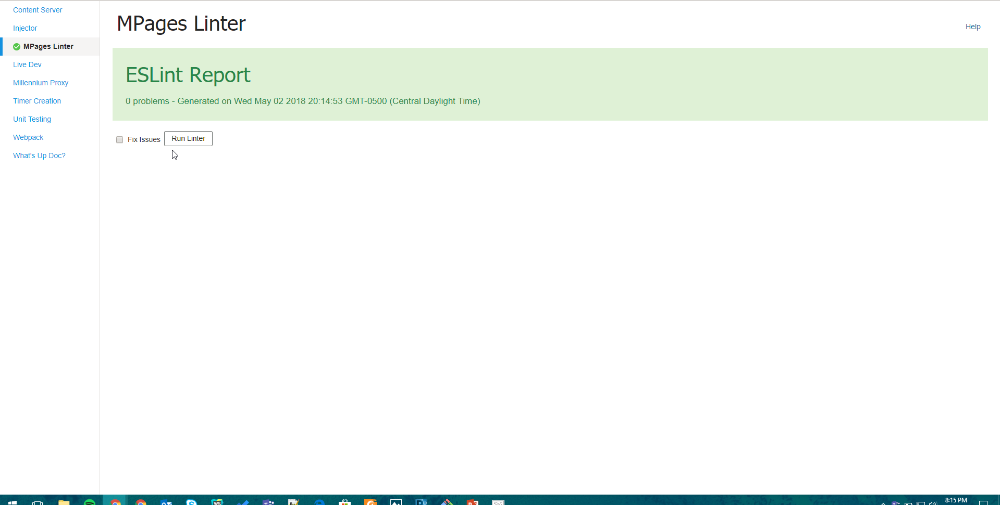 Content Server
Injector
MPages Linter
Live Dev
Millennium Proxy
Timer Creation
Unit Testing
Webpack
What's Up Doc?
MPages Linter
Help
ESLint Report
0 problems - Generated on Wed May 02 2018 20:14:53 GMT-0500 (Central Daylight Time)
Fix Issues
Run Linter
WS
8:15 PM